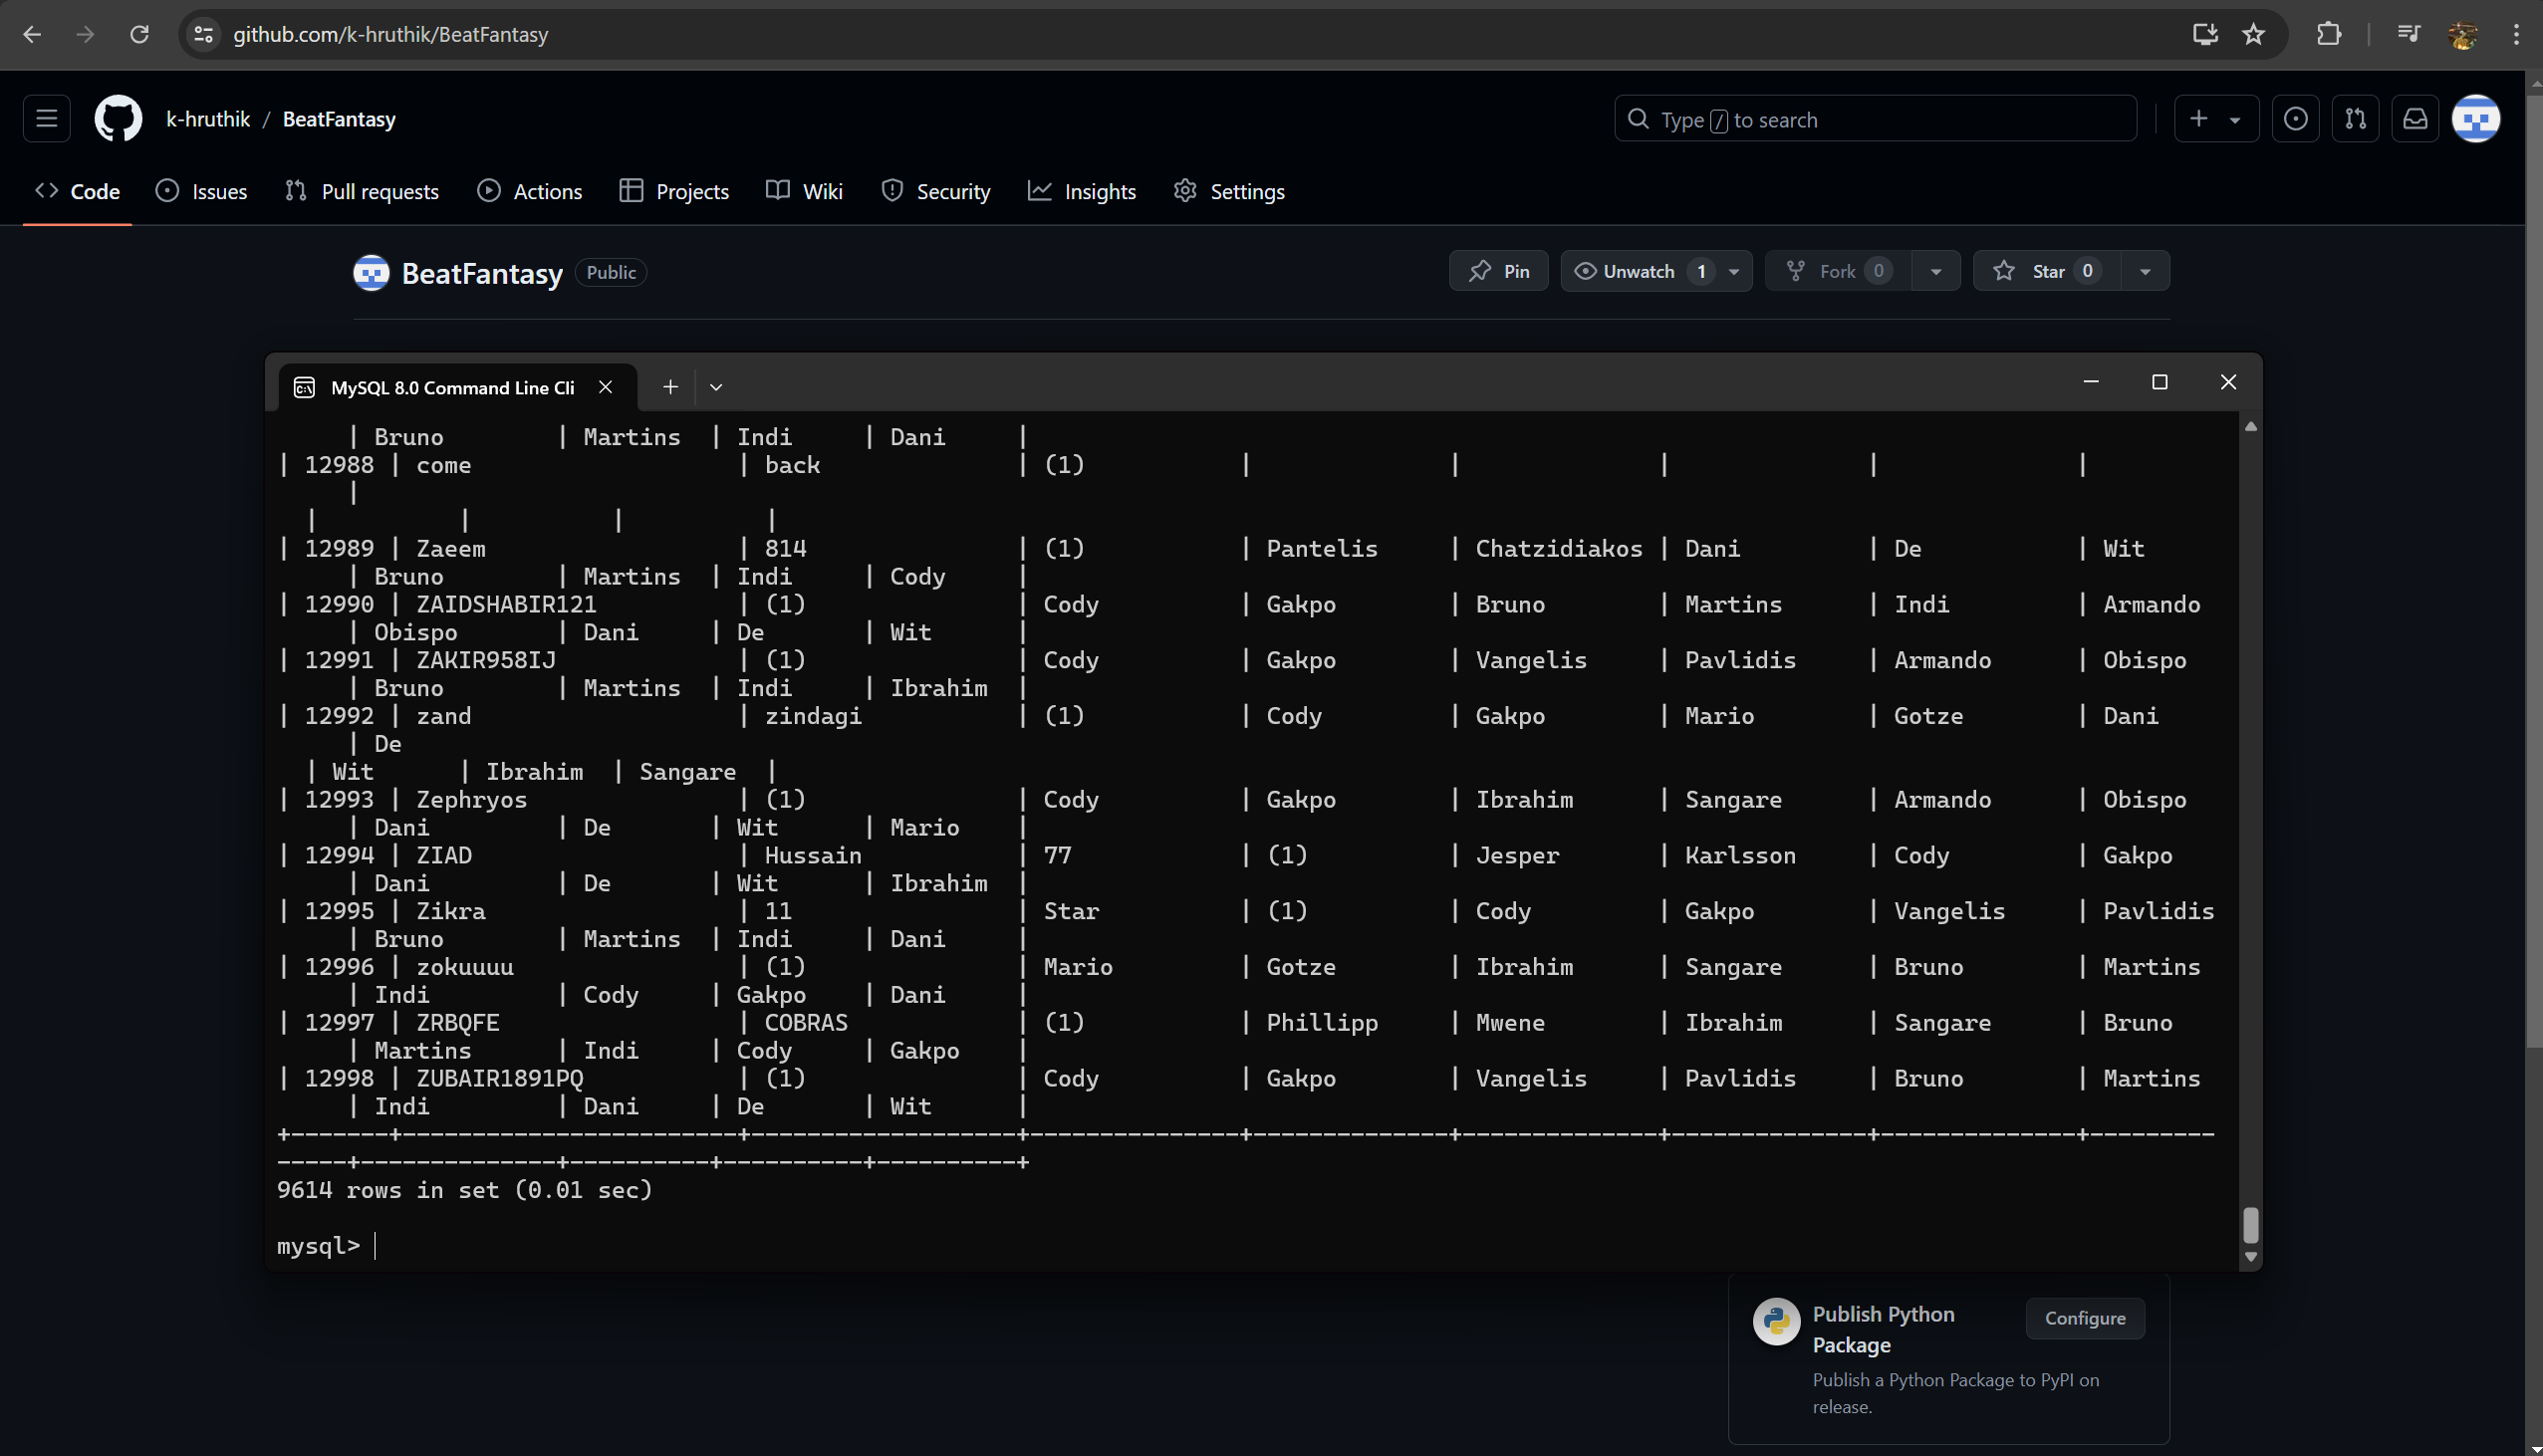 github.com/k-hruthik/BeatFantasy
k-hruthik / BeatFantasy
Type / to search
Code Issues Pull requests Actions Projects Wiki Security Insights Settings
BeatFantasy Public
Pin Unwatch 1 Fork 0 Star 0
MySQL 8.0 Command Line Cli
| Bruno | Martins | Indi | Dani |
| 12988 | come | back | (1) | | | | |
|
| | | |
| 12989 | Zaeem | 814 | (1) | Pantelis | Chatzidiakos | Dani | De | Wit
| Bruno | Martins | Indi | Cody |
| 12990 | ZAIDSHABIR121 | (1) | Cody | Gakpo | Bruno | Martins | Indi | Armando
| Obispo | Dani | De | Wit |
| 12991 | ZAKIR958IJ | (1) | Cody | Gakpo | Vangelis | Pavlidis | Armando | Obispo
| Bruno | Martins | Indi | Ibrahim |
| 12992 | zand | zindagi | (1) | Cody | Gakpo | Mario | Gotze | Dani
| De
| Wit | Ibrahim | Sangare |
| 12993 | Zephryos | (1) | Cody | Gakpo | Ibrahim | Sangare | Armando | Obispo
| Dani | De | Wit | Mario |
| 12994 | ZIAD | Hussain | 77 | (1) | Jesper | Karlsson | Cody | Gakpo
| Dani | De | Wit | Ibrahim |
| 12995 | Zikra | 11 | Star | (1) | Cody | Gakpo | Vangelis | Pavlidis
| Bruno | Martins | Indi | Dani |
| 12996 | zokuuuu | (1) | Mario | Gotze | Ibrahim | Sangare | Bruno | Martins
| Indi | Cody | Gakpo | Dani |
| 12997 | ZRBQFE | COBRAS | (1) | Phillipp | Mwene | Ibrahim | Sangare | Bruno
| Martins | Indi | Cody | Gakpo |
| 12998 | ZUBAIR1891PQ | (1) | Cody | Gakpo | Vangelis | Pavlidis | Bruno | Martins
| Indi | Dani | De | Wit |
+-------+------------------------+-------------------+---------------+--------------+--------------+--------------+--------------+---------
-----+--------------+----------+----------+----------+
9614 rows in set (0.01 sec)
mysql>
Publish Python
Package
Configure
Publish a Python Package to PyPI on
release.